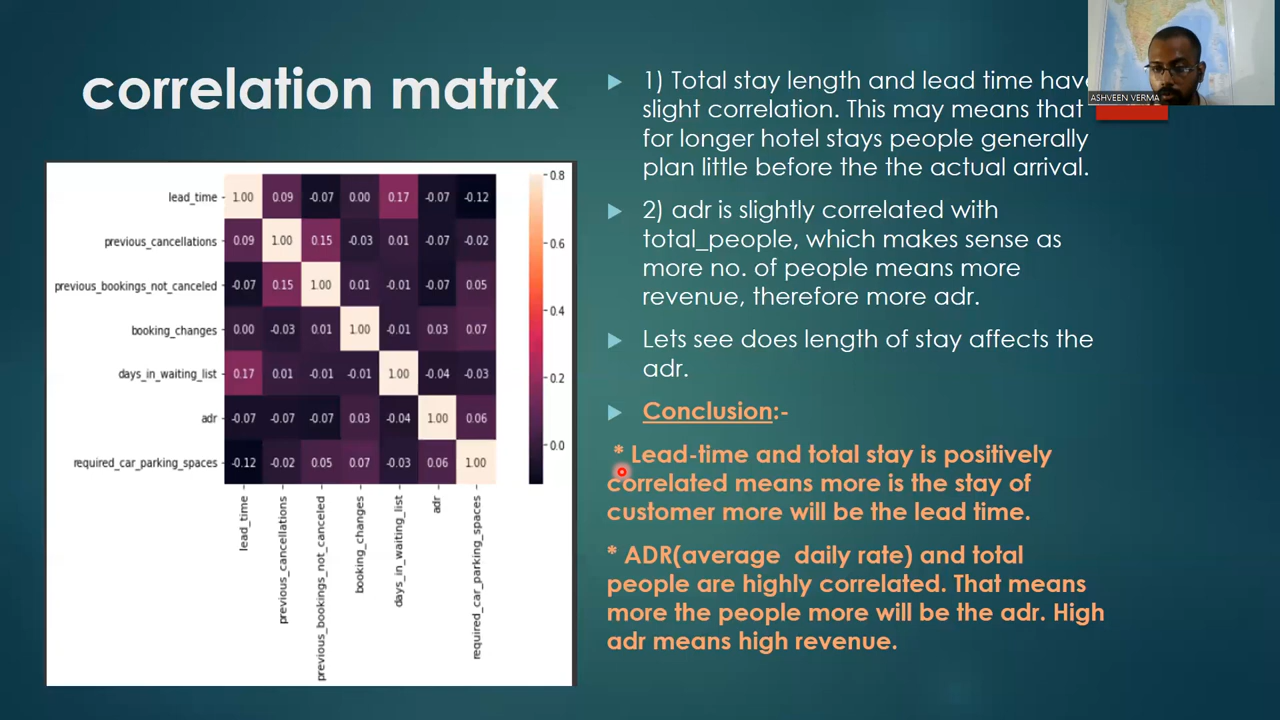 correlation matrix
lead_time
previous_cancellations
previous_bookings_not_canceled
booking_changes
days_in_waiting_list
adr
required_car_parking_spaces
1.00 0.09 -0.07 0.00 0.17 -0.07 -0.12
0.09 1.00 0.15 -0.03 0.01 -0.07 -0.02
-0.07 0.15 1.00 0.01 -0.01 -0.07 0.05
0.00 -0.03 0.01 1.00 -0.01 0.03 0.07
0.17 0.01 -0.01 -0.01 1.00 -0.04 -0.03
-0.07 -0.07 -0.07 0.03 -0.04 1.00 0.06
-0.12 -0.02 0.05 0.07 -0.03 0.06 1.00
lead_time
previous_cancellations
previous_bookings_not_canceled
booking_changes
days_in_waiting_list
adr
required_car_parking_spaces
0.8
0.6
0.4
0.2
0.0
1) Total stay length and lead time have
slight correlation. This may means that
for longer hotel stays people generally
plan little before the the actual arrival.
2) adr is slightly correlated with
total_people, which makes sense as
more no. of people means more
revenue, therefore more adr.
Lets see does length of stay affects the
adr.
Conclusion:-
* Lead-time and total stay is positively
correlated means more is the stay of
customer more will be the lead time.
* ADR(average daily rate) and total
people are highly correlated. That means
more the people more will be the adr. High
adr means high revenue.
ASHVEEN VERMA